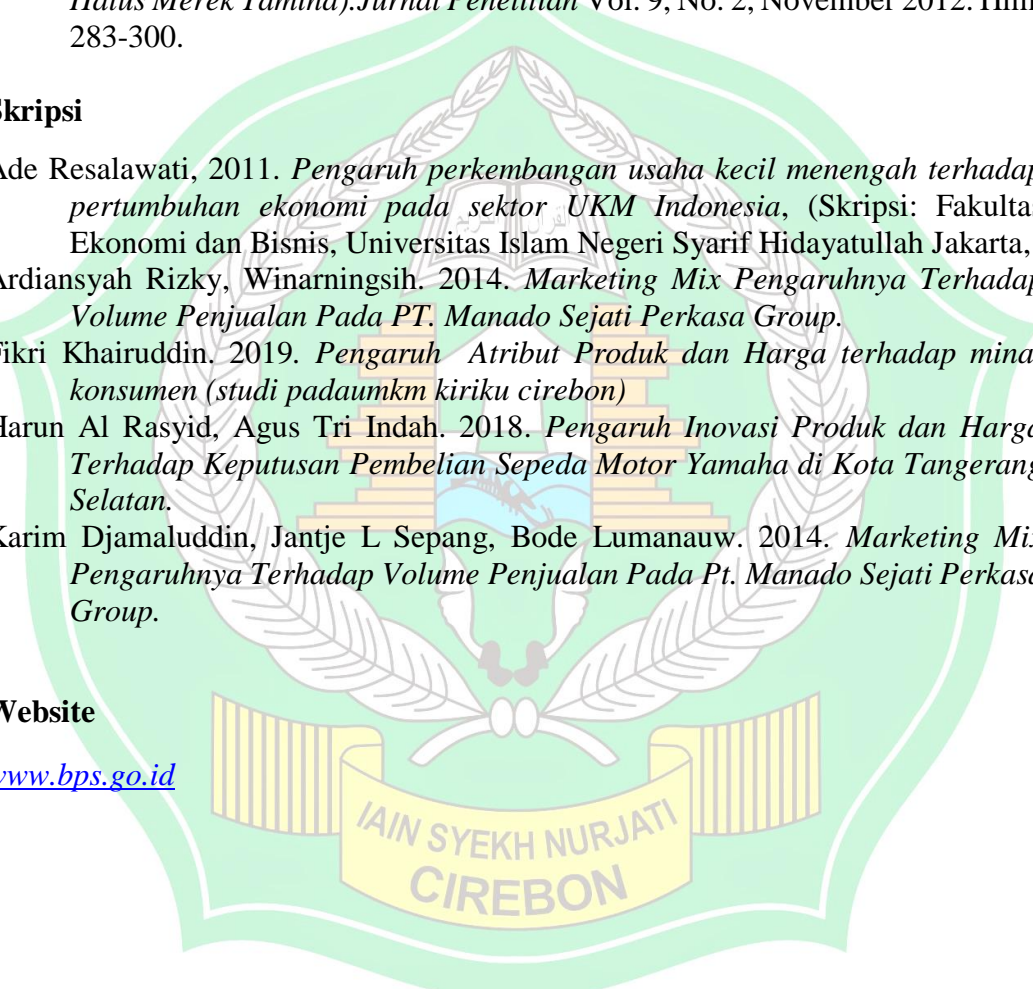 Halus Merek Tamina).Jurnal Penelitian Vol. 9, No. 2, November 2012.
283-300.
Skripsi
Ade Resalawati, 2011. Pengaruh perkembangan usaha kecil menengah terhadap
pertumbuhan ekonomi pada sektor UKM Indonesia, (Skripsi: Fakulta
Ekonomi dan Bisnis, Universitas Islam Negeri Syarif Hidayatullah Jakarta,
Ardiansyah Rizky, Winarningsih. 2014. Marketing Mix Pengaruhnya Terhadap
Volume Penjualan Pada PT. Manado Sejati Perkasa Group.
Fikri Khairuddin. 2019. Pengaruh Atribut Produk dan Harga terhadap mina
konsumen (studi padaumkm kiriku cirebon)
Harun Al Rasyid, Agus Tri Indah. 2018. Pengaruh Inovasi Produk dan Harga
Terhadap Keputusan Pembelian Sepeda Motor Yamaha di Kota Tangerang
Selatan.
Karim Djamaluddin, Jantje L Sepang, Bode Lumanauw. 2014. Marketing Mix
Pengaruhnya Terhadap Volume Penjualan Pada Pt. Manado Sejati Perkasa
Group.
Website
www.bps.go.id
IAIN SYEKH NURJATI
CIREBON